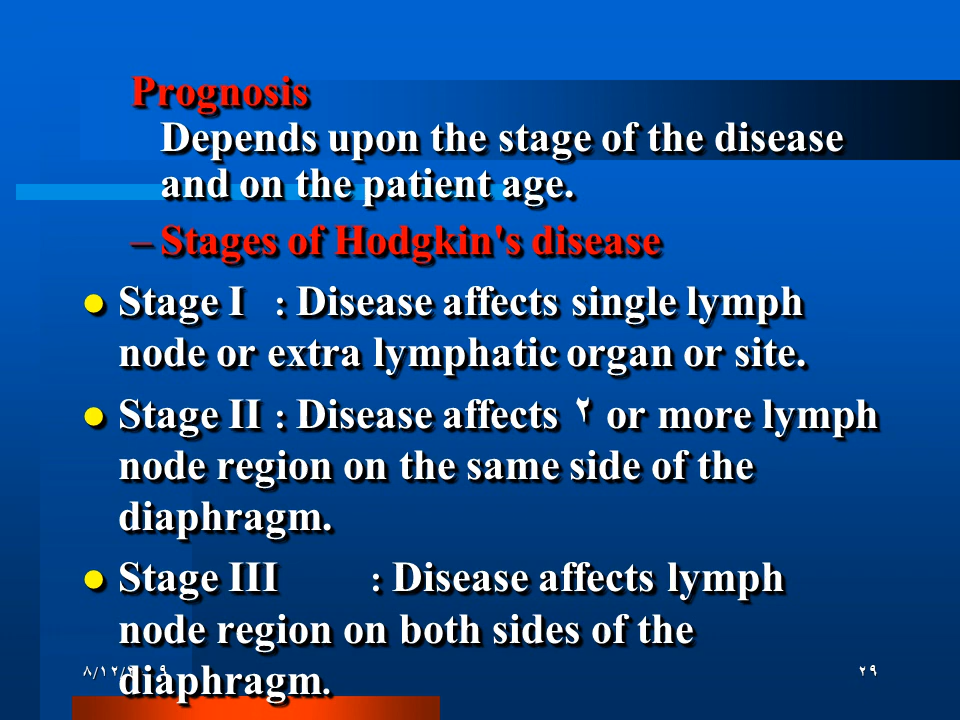 Prognosis
Depends upon the stage of the disease
and on the patient age.
– Stages of Hodgkin's disease
● Stage I : Disease affects single lymph
node or extra lymphatic organ or site.
● Stage II : Disease affects ٢ or more lymph
node region on the same side of the
diaphragm.
● Stage III : Disease affects lymph
node region on both sides of the
diaphragm.
٢٩